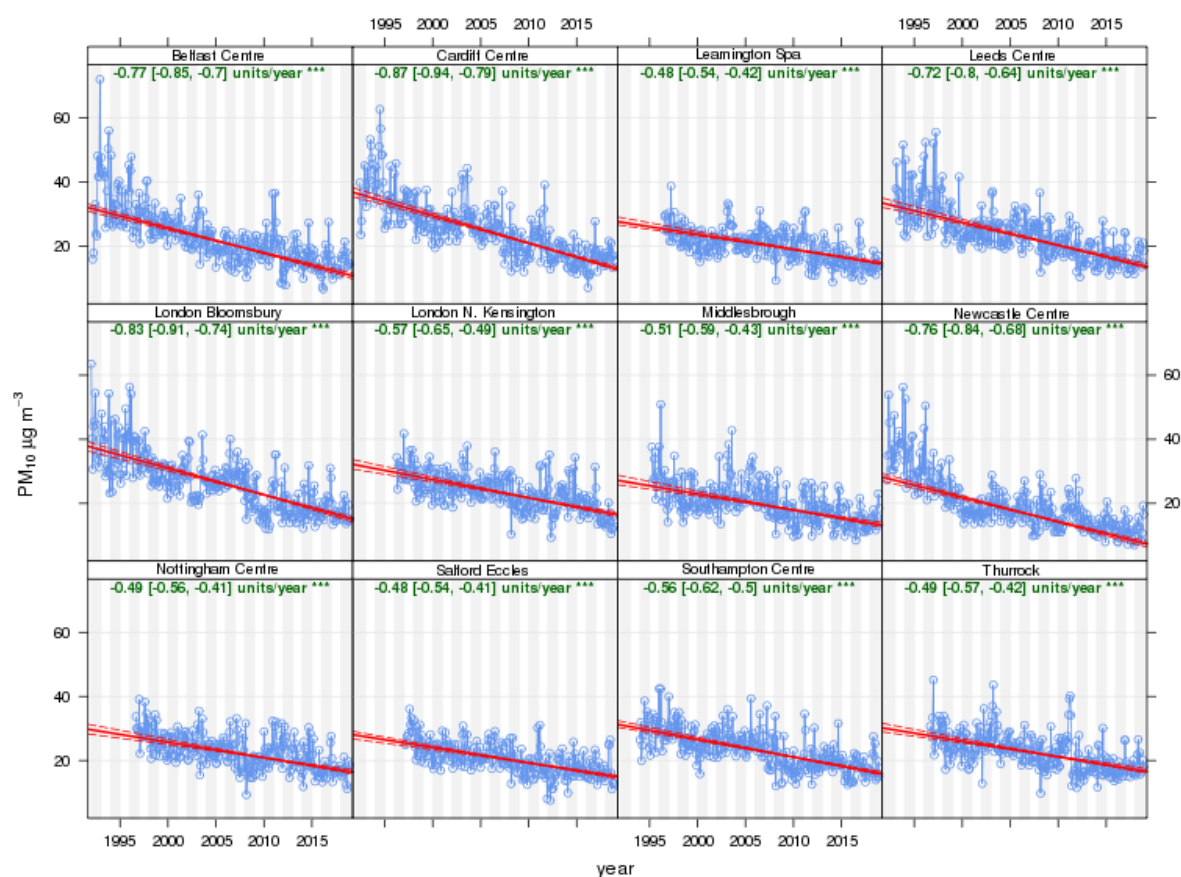 1995 2000 2005 2010 2015 1995 2000 2005 2010 2015
Belfast Centre Cardiff Centre Leamington Spa Leeds Centre
-0.77 [-0.85, -0.7] units/year *** -0.87 [-0.94, -0.79] units/year *** -0.48 [-0.54, -0.42] units/year *** -0.72 [-0.8, -0.64] units/year ***
60
40
20
London Bloomsbury London N. Kensington Middlesbrough Newcastle Centre
-0.83 [-0.91, -0.74] units/year *** -0.57 [-0.65, -0.49] units/year *** -0.51 [-0.59, -0.43] units/year *** -0.76 [-0.84, -0.68] units/year ***
60
40
20
PM₁₀ µg m⁻³
Nottingham Centre Salford Eccles Southampton Centre Thurrock
-0.49 [-0.56, -0.41] units/year *** -0.48 [-0.54, -0.41] units/year *** -0.56 [-0.62, -0.5] units/year *** -0.49 [-0.57, -0.42] units/year ***
60
40
20
1995 2000 2005 2010 2015 1995 2000 2005 2010 2015
year